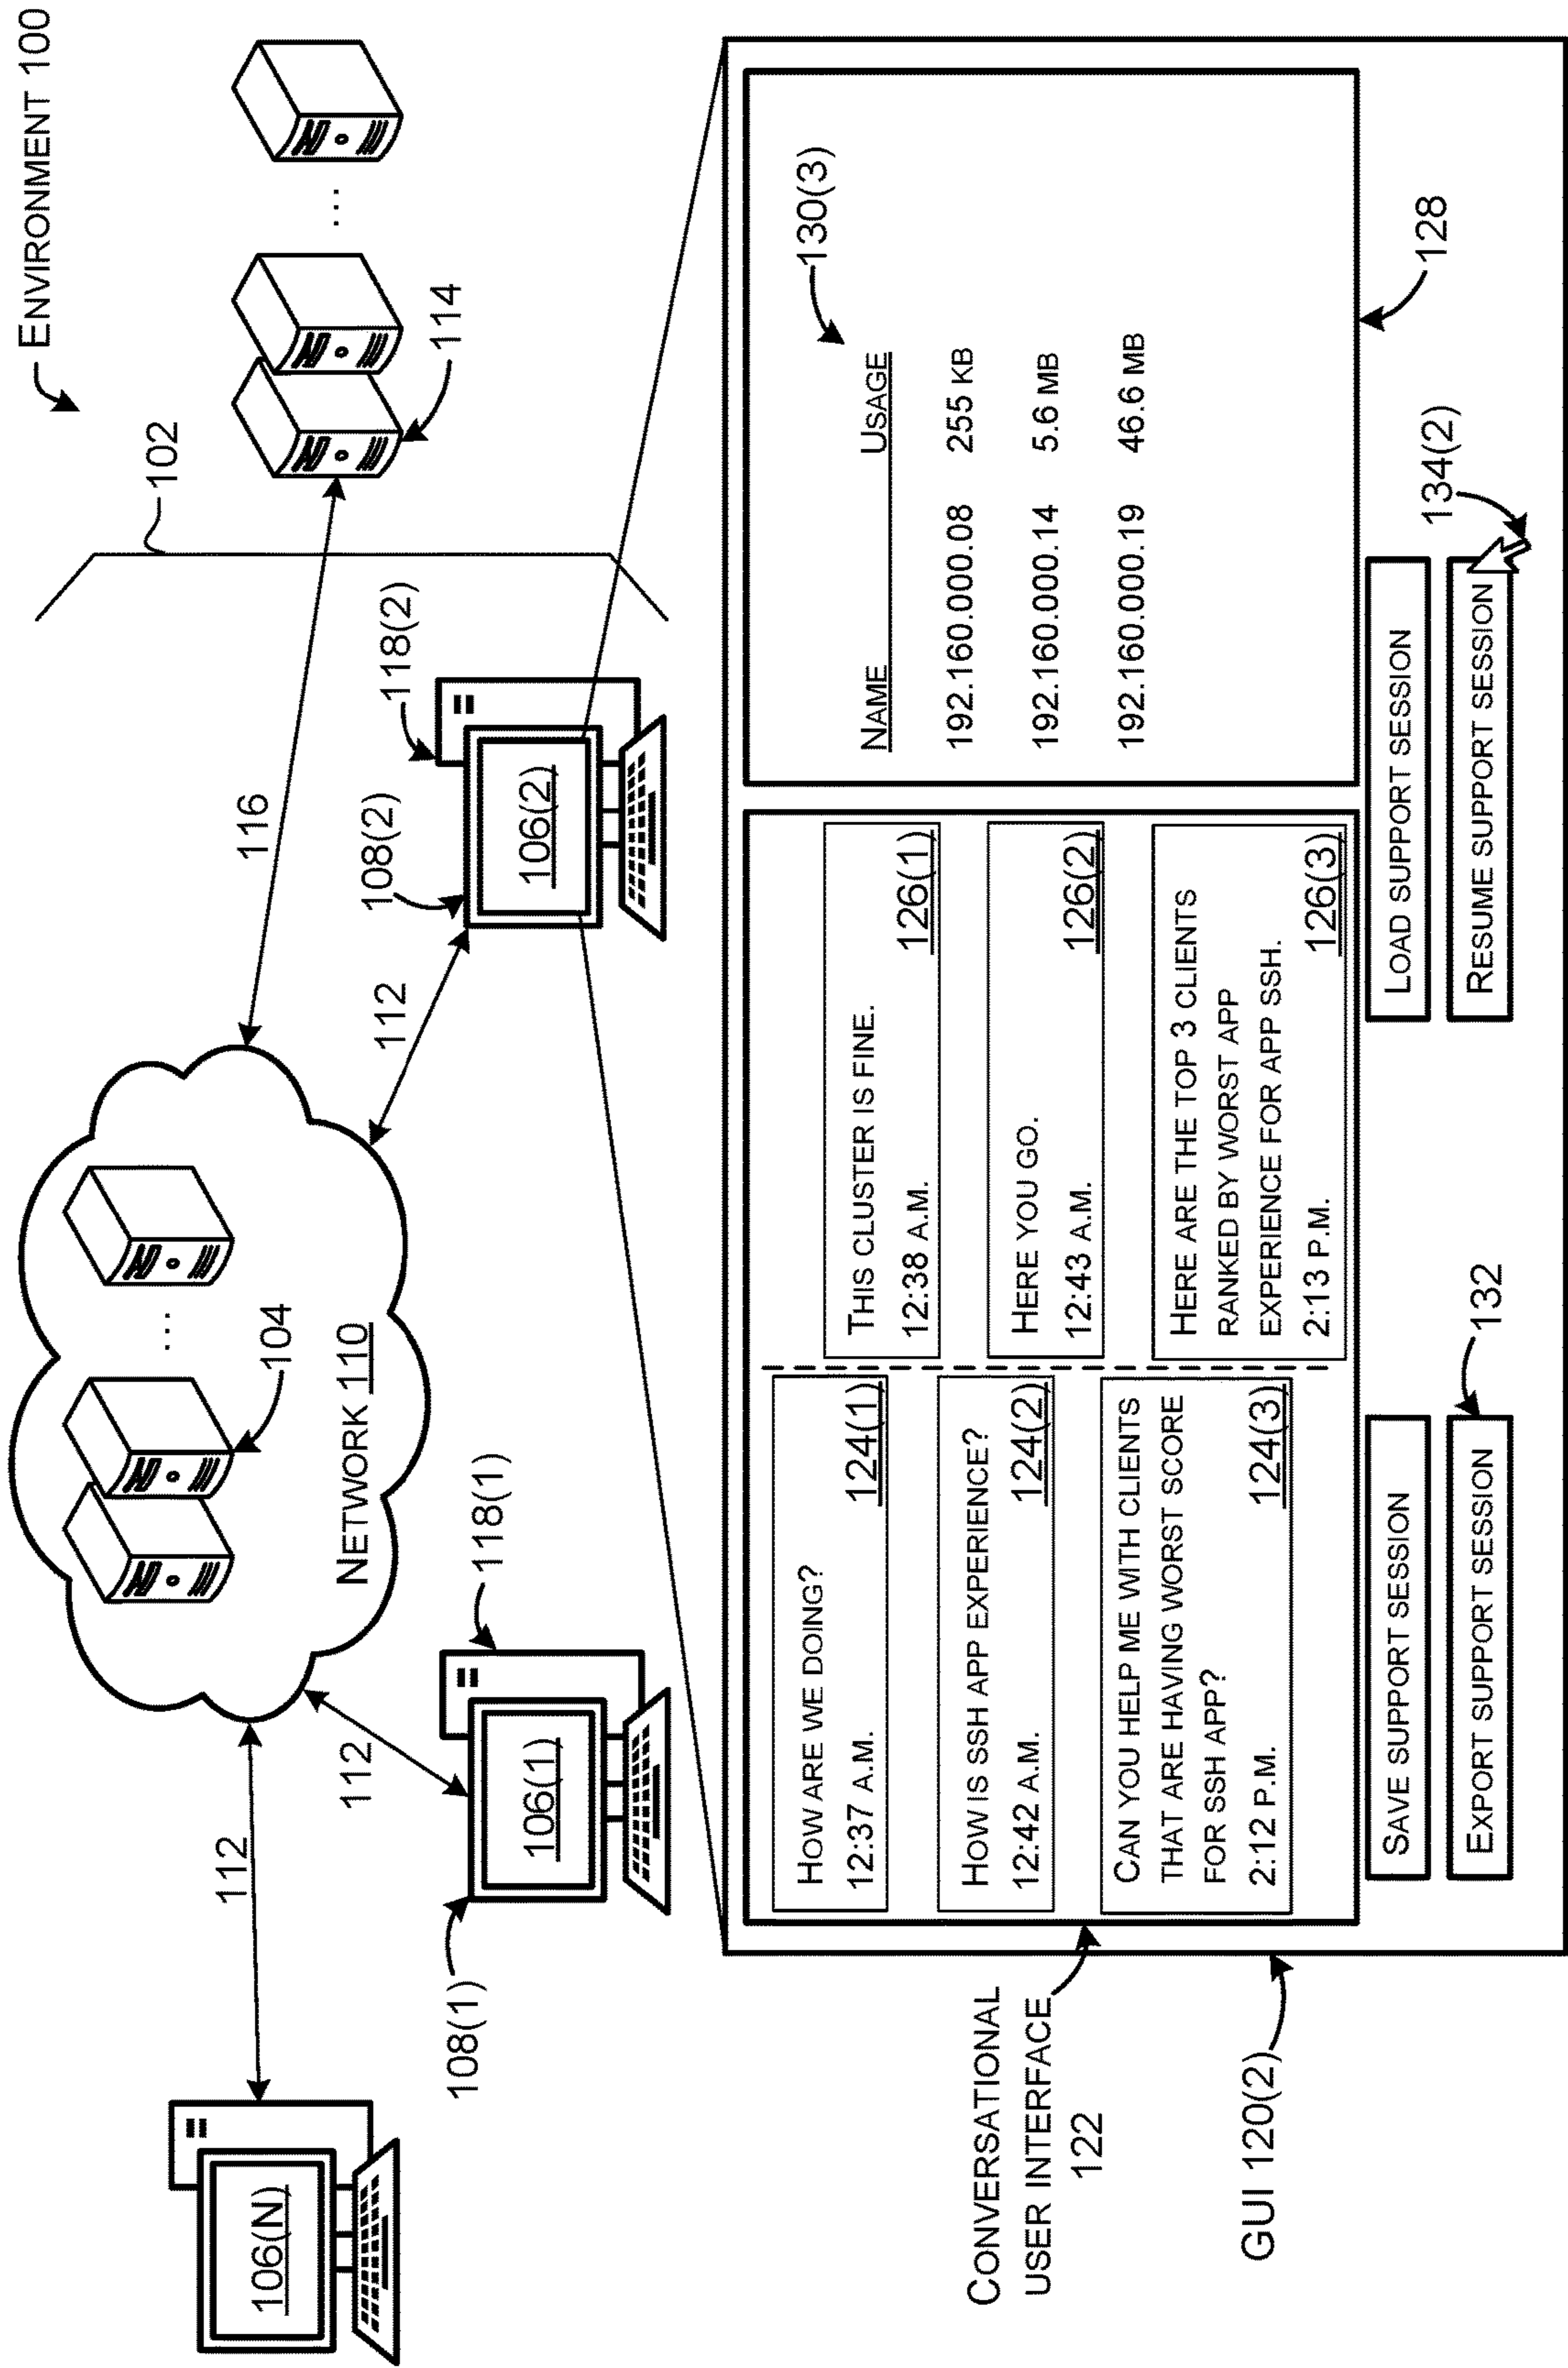 ENVIRONMENT 100
102
116
114
104
NETWORK 110
112
112
112
106(N)
108(1)
106(1)
118(1)
108(2)
106(2)
118(2)
CONVERSATIONAL
USER INTERFACE
122
GUI 120(2)
HOW ARE WE DOING?
12:37 A.M.
124(1)
THIS CLUSTER IS FINE.
12:38 A.M.
126(1)
HOW IS SSH APP EXPERIENCE?
12:42 A.M.
124(2)
HERE YOU GO.
12:43 A.M.
126(2)
CAN YOU HELP ME WITH CLIENTS
THAT ARE HAVING WORST SCORE
FOR SSH APP?
2:12 P.M.
124(3)
HERE ARE THE TOP 3 CLIENTS
RANKED BY WORST APP
EXPERIENCE FOR APP SSH.
2:13 P.M.
126(3)
130(3)
NAME USAGE
192.160.000.08 255 KB
192.160.000.14 5.6 MB
192.160.000.19 46.6 MB
128
SAVE SUPPORT SESSION
LOAD SUPPORT SESSION
EXPORT SUPPORT SESSION
132
RESUME SUPPORT SESSION
134(2)